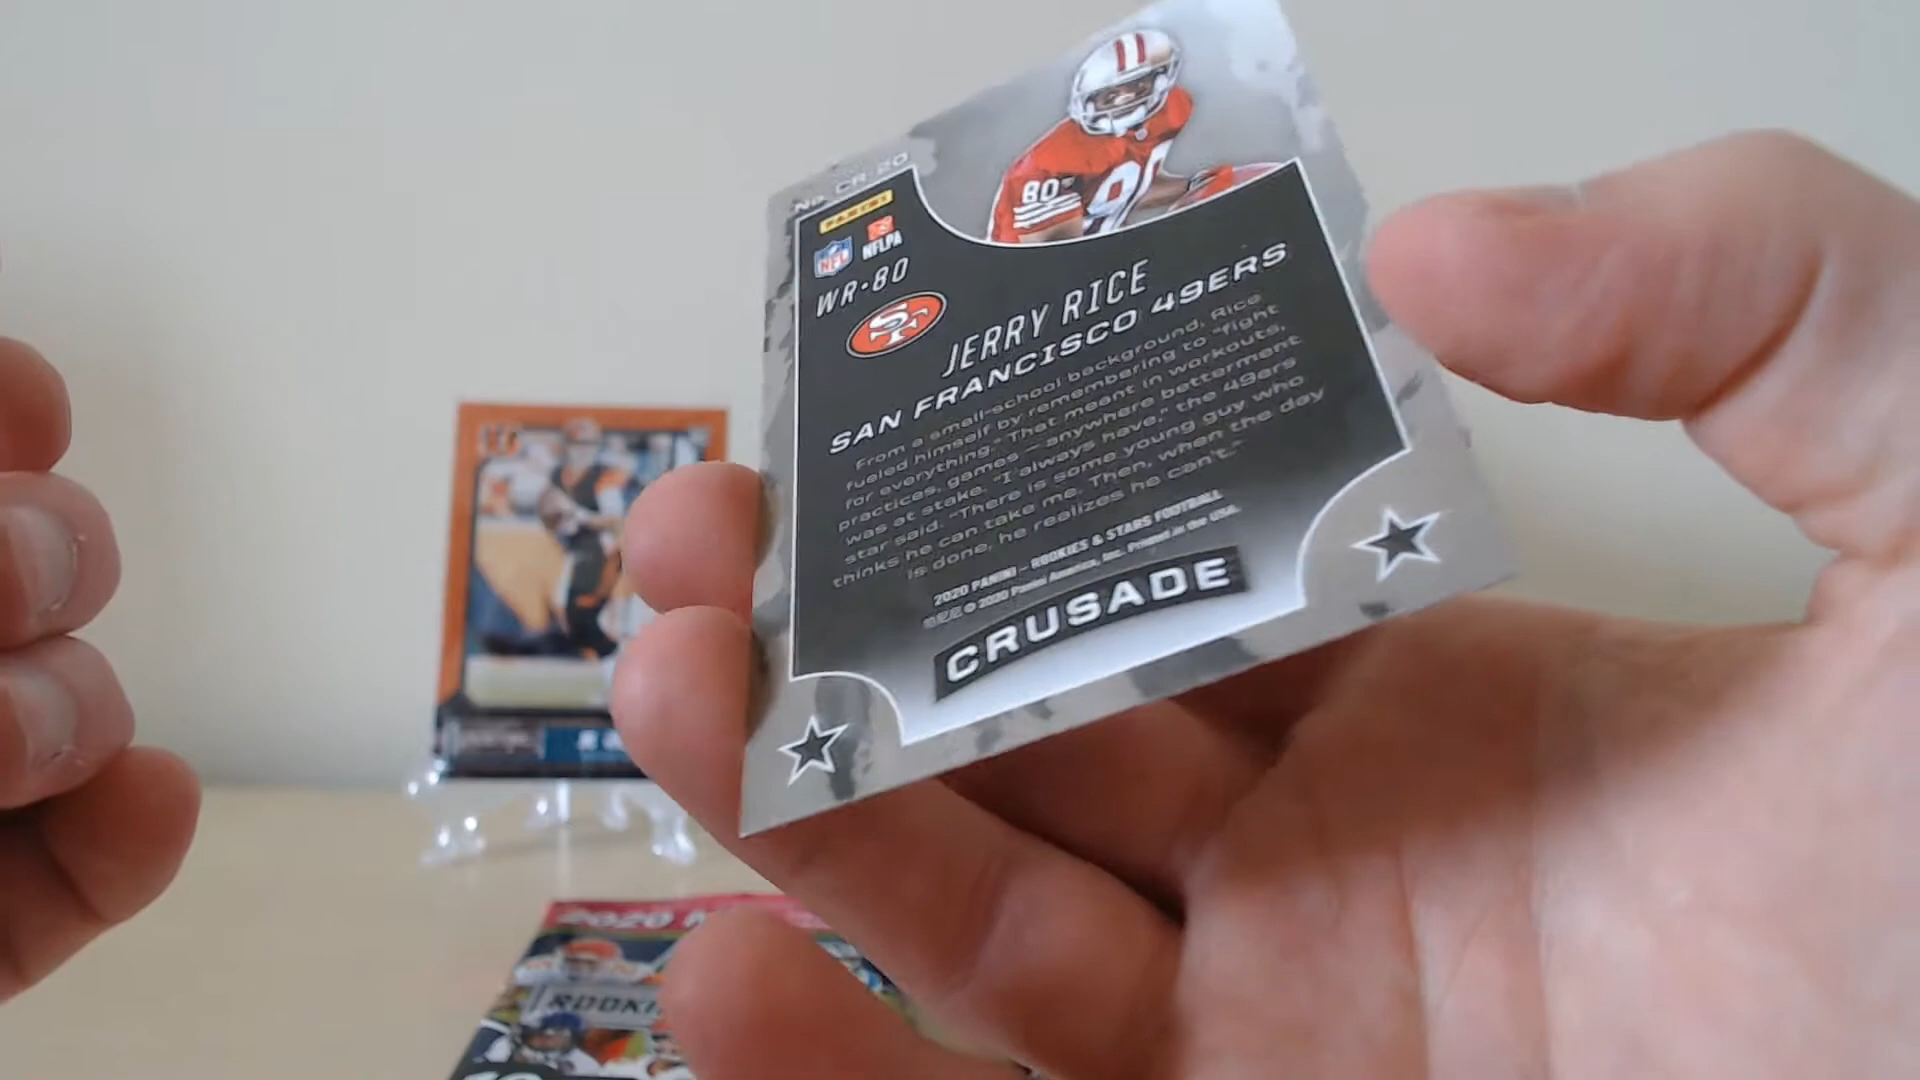 No. CR-20
PANINI
NFL
NFLPA
WR-80
SF
80
JERRY RICE
SAN FRANCISCO 49ERS
From a small-school background, Rice
fueled himself by remembering to "fight
for everything." That meant in workouts,
practices, games – anywhere betterment
was at stake. "I always have," the 49ers
star said. "There is some young guy who
thinks he can take me. Then, when the day
is done, he realizes he can't."
2020 PANINI – ROOKIES & STARS FOOTBALL
© 2020 Panini America, Inc. Printed in the USA.
CRUSADE
2020
ROOKI